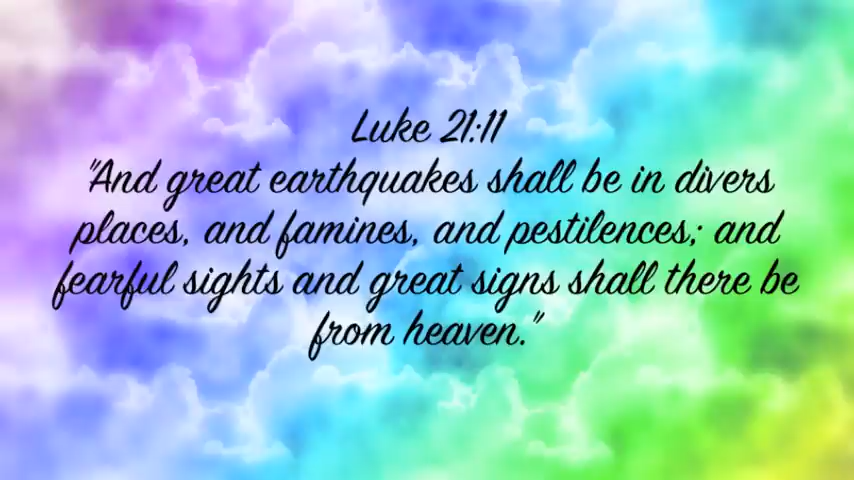 Luke 21:11
"And great earthquakes shall be in divers
places, and famines, and pestilences; and
fearful sights and great signs shall there be
from heaven."